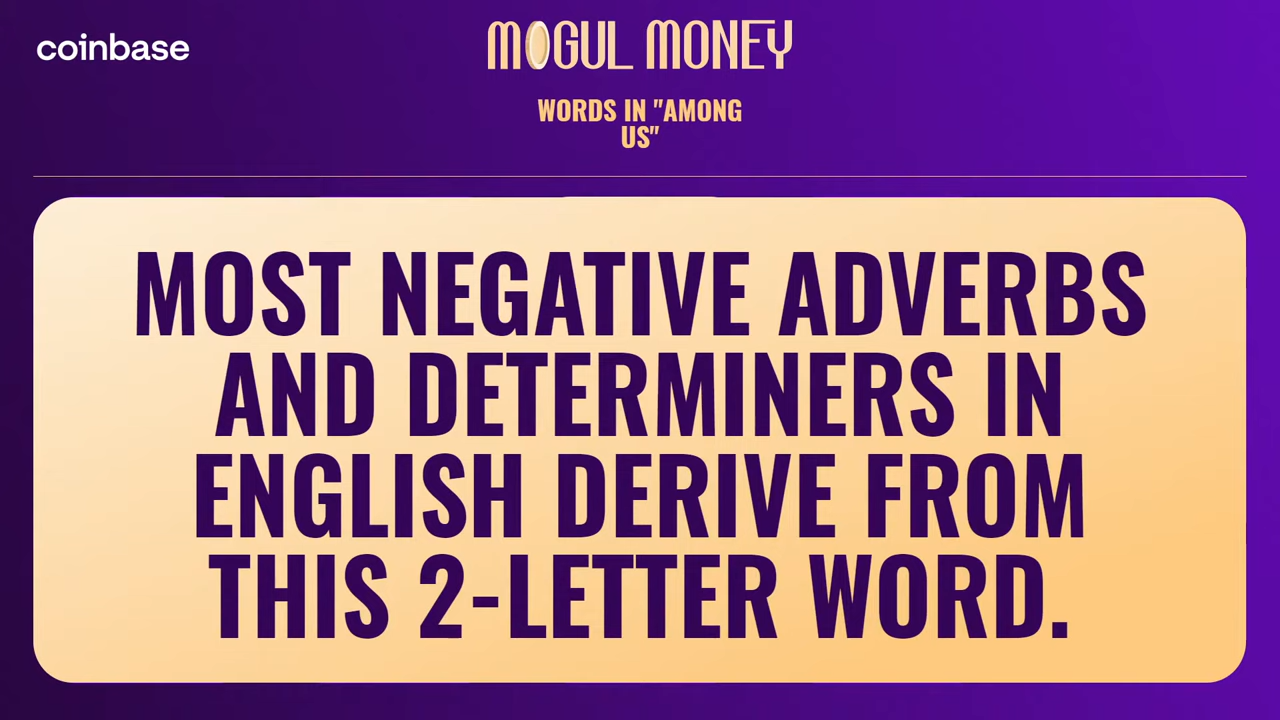 coinbase
MOGUL MONEY
WORDS IN "AMONG
US"
MOST NEGATIVE ADVERBS
AND DETERMINERS IN
ENGLISH DERIVE FROM
THIS 2-LETTER WORD.